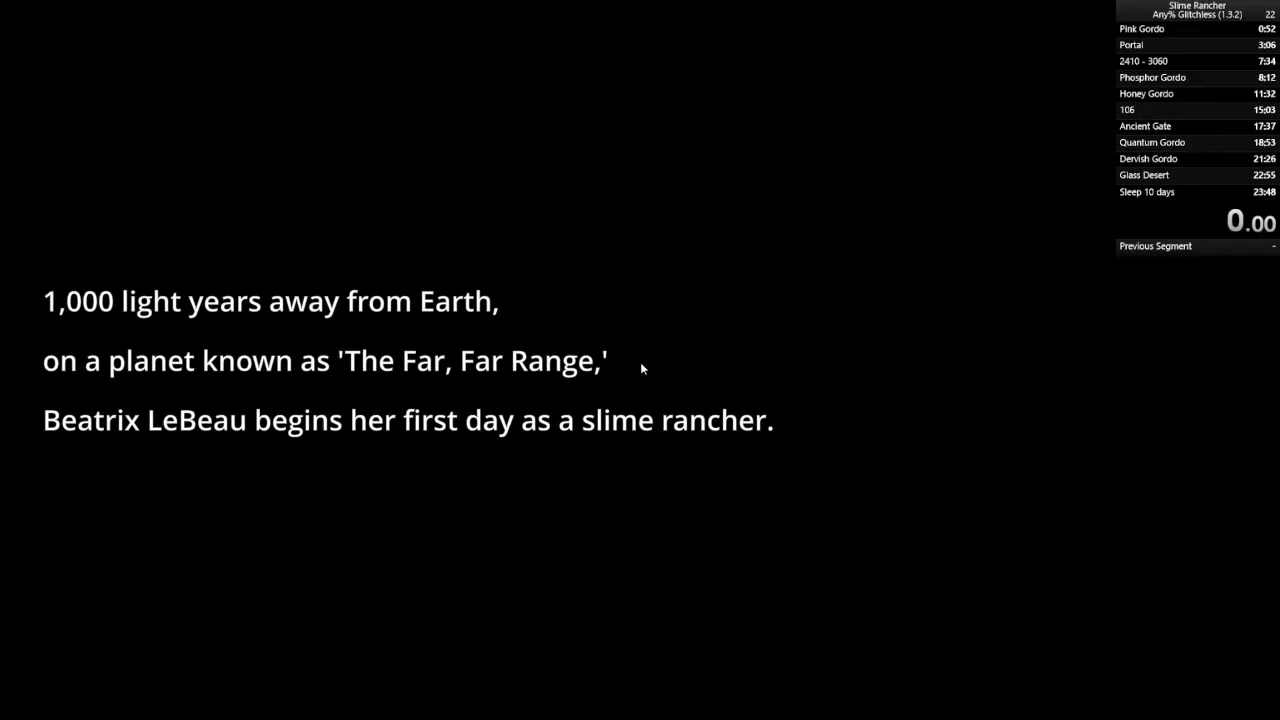 Slime Rancher
Any% Glitchless (1.3.2) 22
Pink Gordo 0:52
Portal 3:06
2410 - 3060 7:34
Phosphor Gordo 8:12
Honey Gordo 11:32
106 15:03
Ancient Gate 17:37
Quantum Gordo 18:53
Dervish Gordo 21:26
Glass Desert 22:55
Sleep 10 days 23:48
0.00
Previous Segment -
1,000 light years away from Earth,
on a planet known as 'The Far, Far Range,'
Beatrix LeBeau begins her first day as a slime rancher.